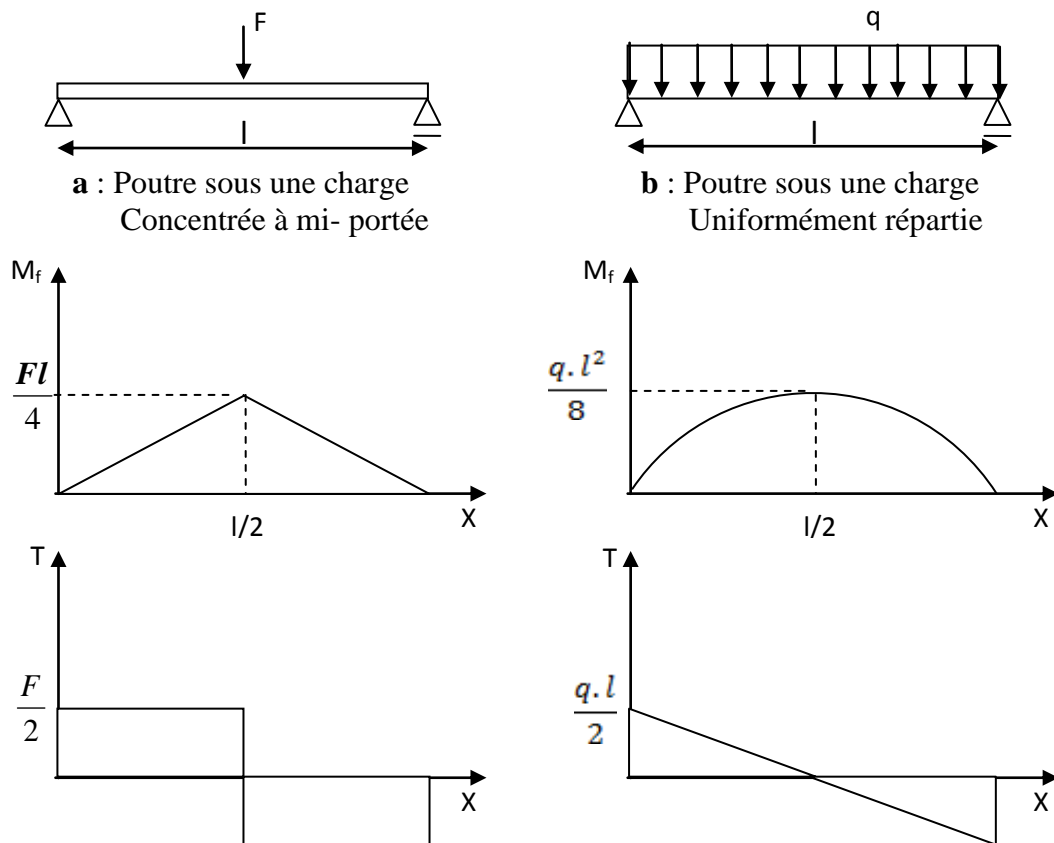 F
l
a : Poutre sous une charge
Concentrée à mi- portée
q
l
b : Poutre sous une charge
Uniformément répartie
Mf
Fl/4
l/2
X
Mf
q.l²/8
l/2
X
T
F/2
X
T
q.l/2
X